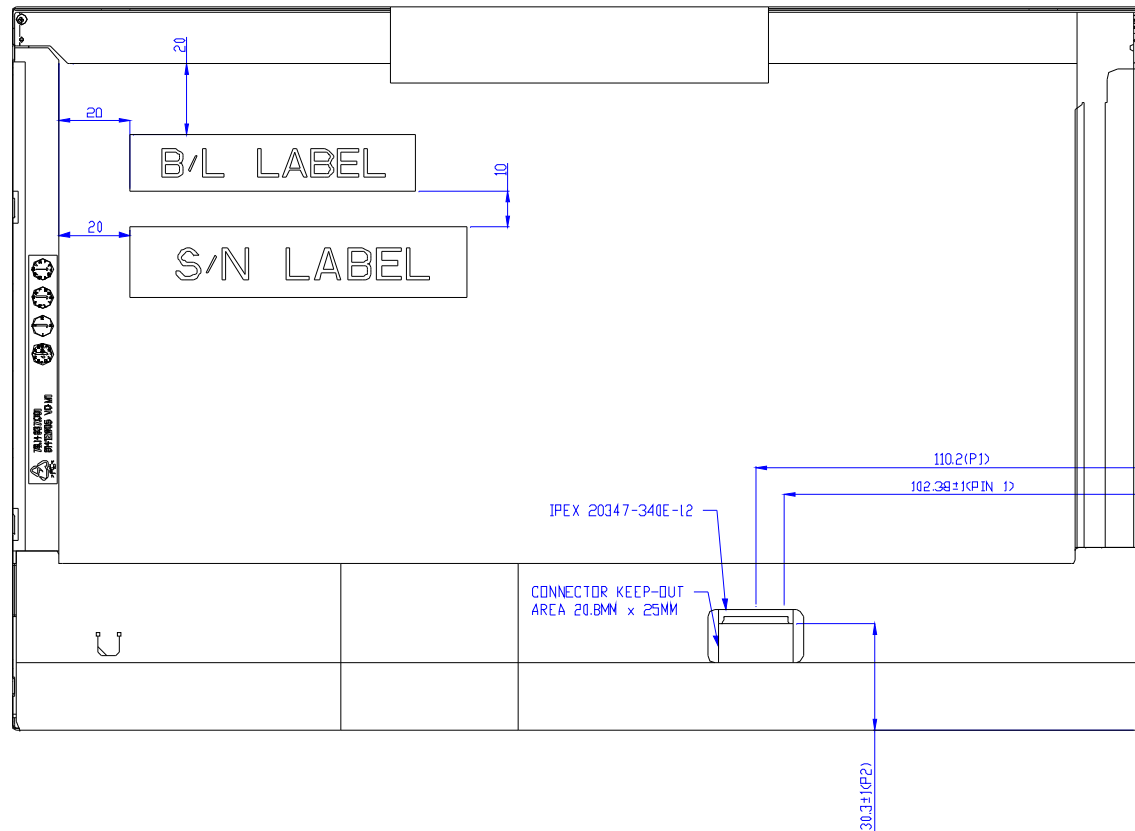 20
20
B/L LABEL
10
20
S/N LABEL
110.2(P1)
102.38±1(PIN 1)
IPEX 20347-340E-12
CONNECTOR KEEP-OUT
AREA 20.8MM x 25MM
30.3±1(P2)